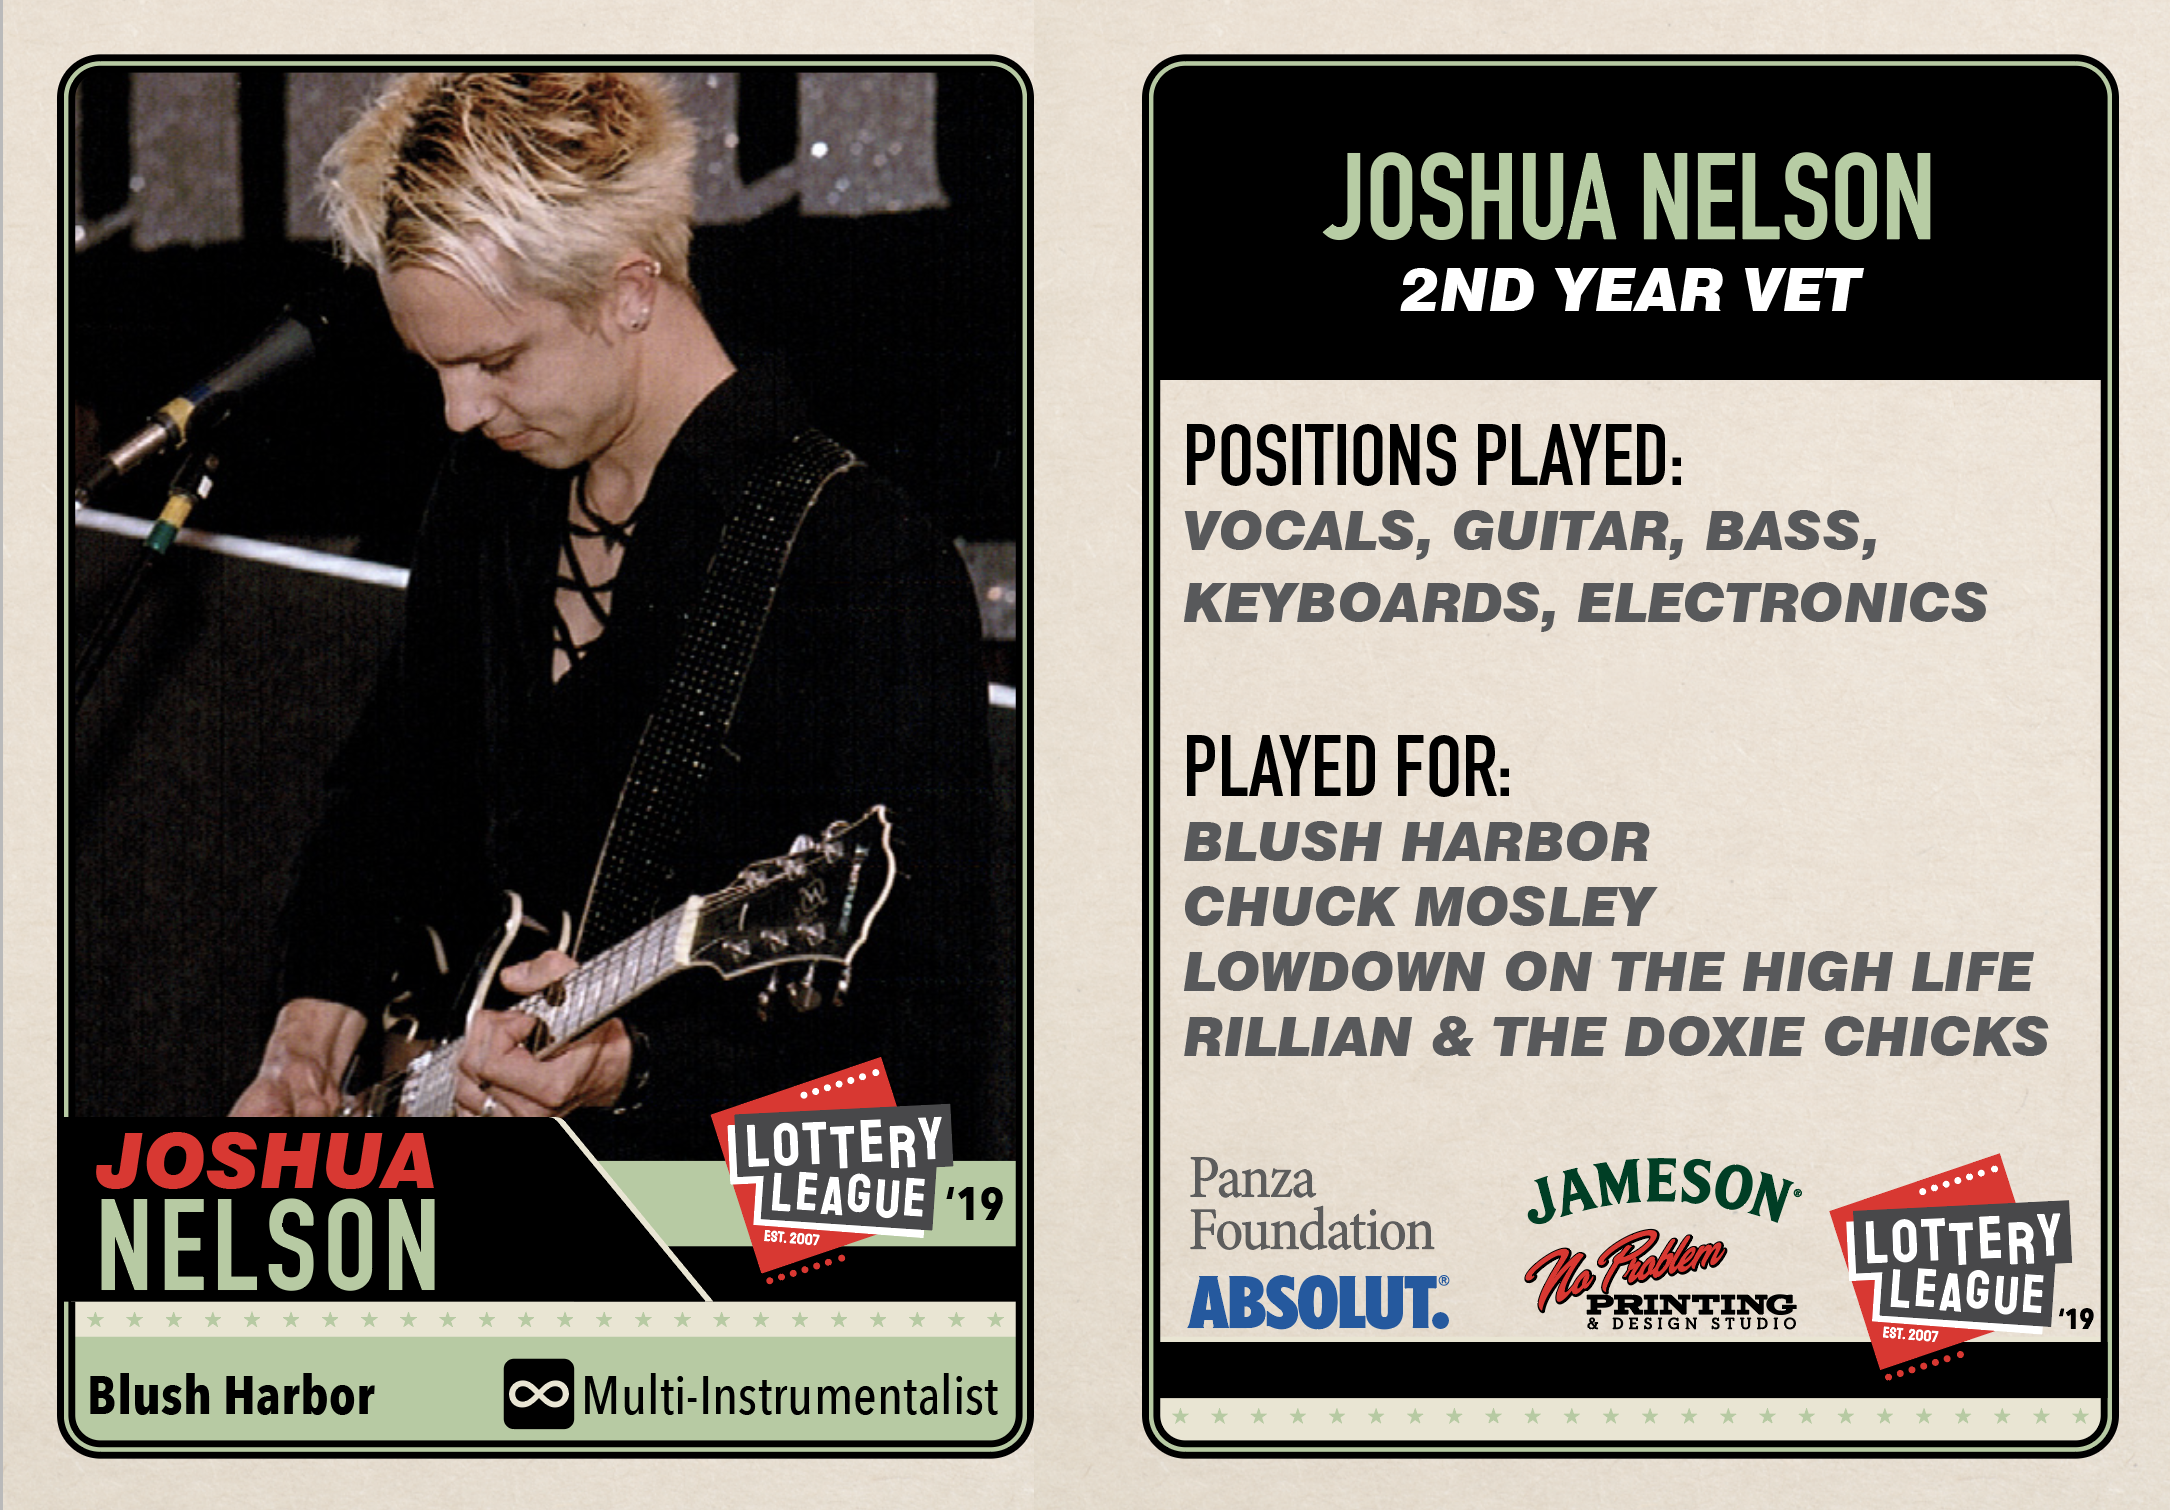 JOSHUA
NELSON
LOTTERY
LEAGUE
EST. 2007
'19
Blush Harbor
Multi-Instrumentalist
JOSHUA NELSON
2ND YEAR VET
POSITIONS PLAYED:
VOCALS, GUITAR, BASS,
KEYBOARDS, ELECTRONICS
PLAYED FOR:
BLUSH HARBOR
CHUCK MOSLEY
LOWDOWN ON THE HIGH LIFE
RILLIAN & THE DOXIE CHICKS
Panza
Foundation
ABSOLUT.®
JAMESON®
No Problem
PRINTING
& DESIGN STUDIO
LOTTERY
LEAGUE
EST. 2007
'19